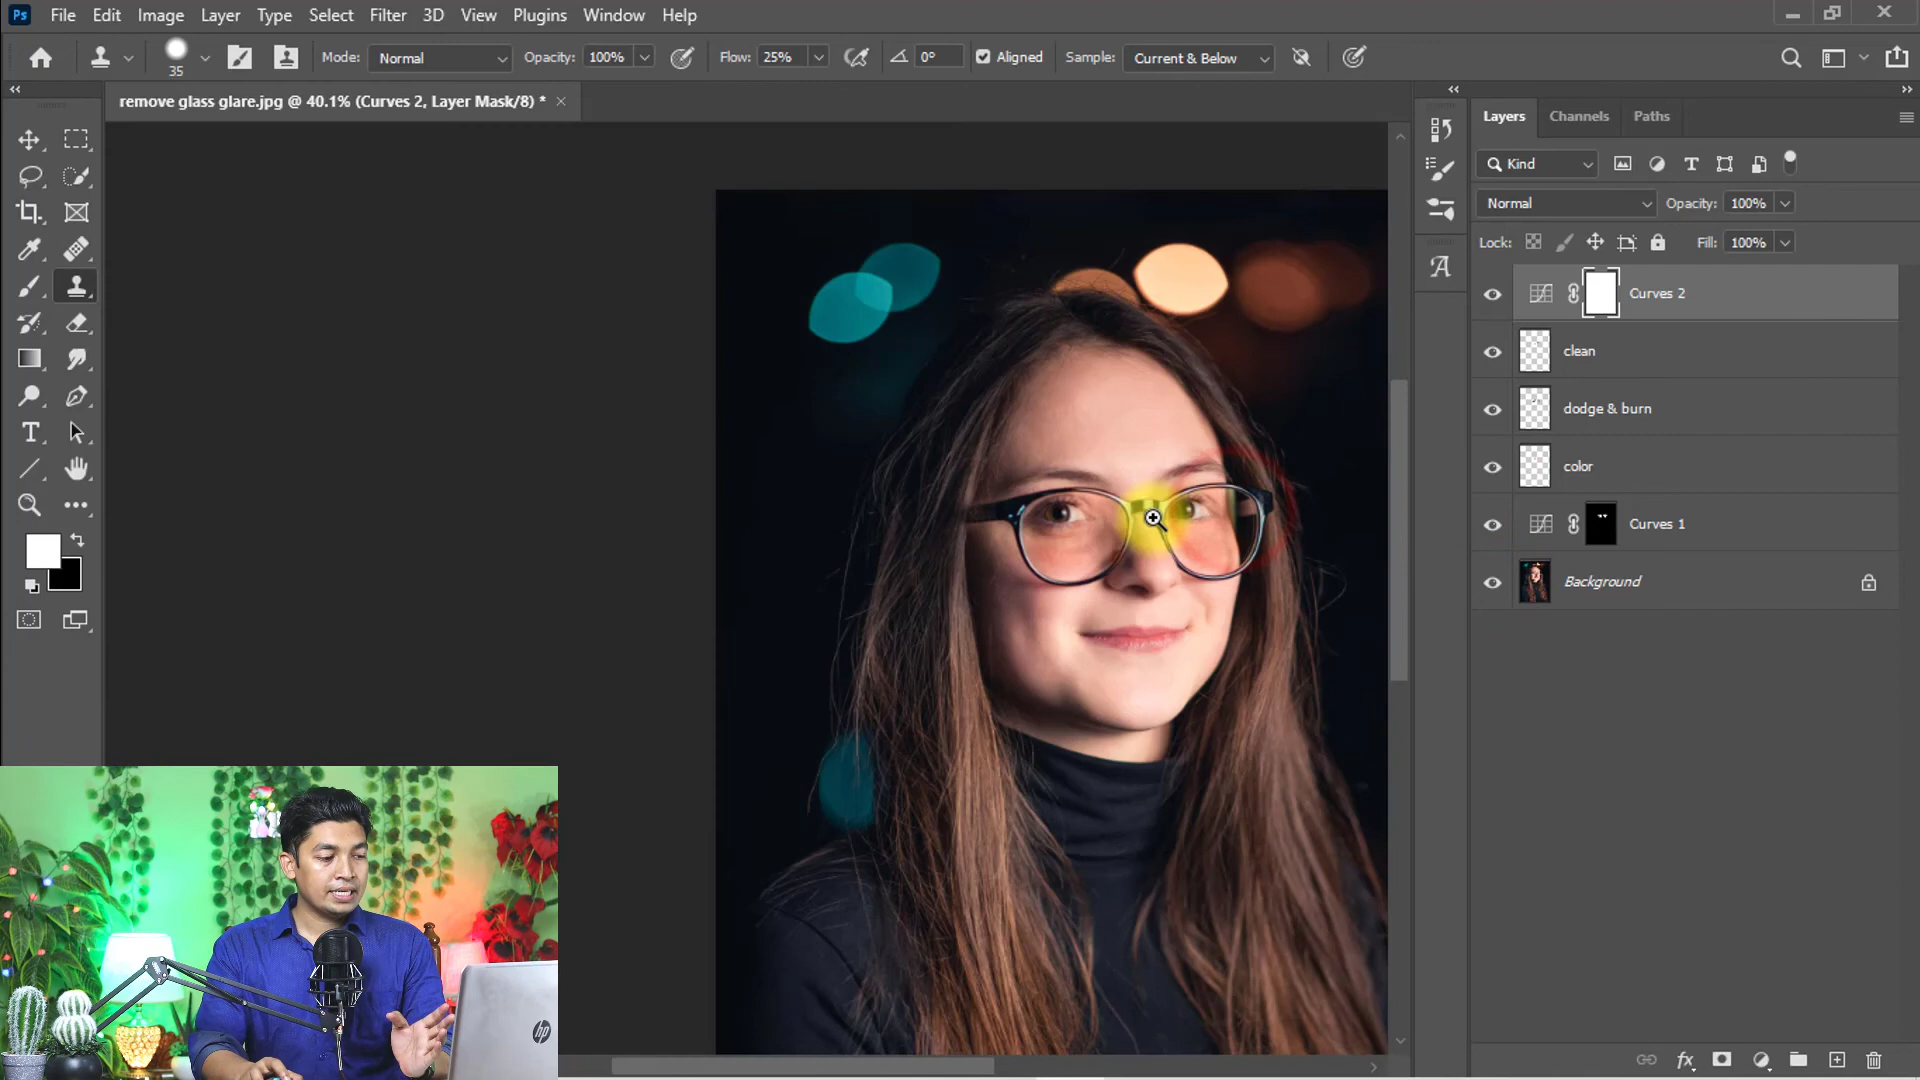 Ps File Edit Image Layer Type Select Filter 3D View Plugins Window Help
35 Mode: Normal Opacity: 100% Flow: 25% 0° Aligned Sample: Current & Below
remove glass glare.jpg @ 40.1% (Curves 2, Layer Mask/8) *
Layers Channels Paths
Kind
Normal Opacity: 100%
Lock: Fill: 100%
Curves 2
clean
dodge & burn
color
Curves 1
Background
hp